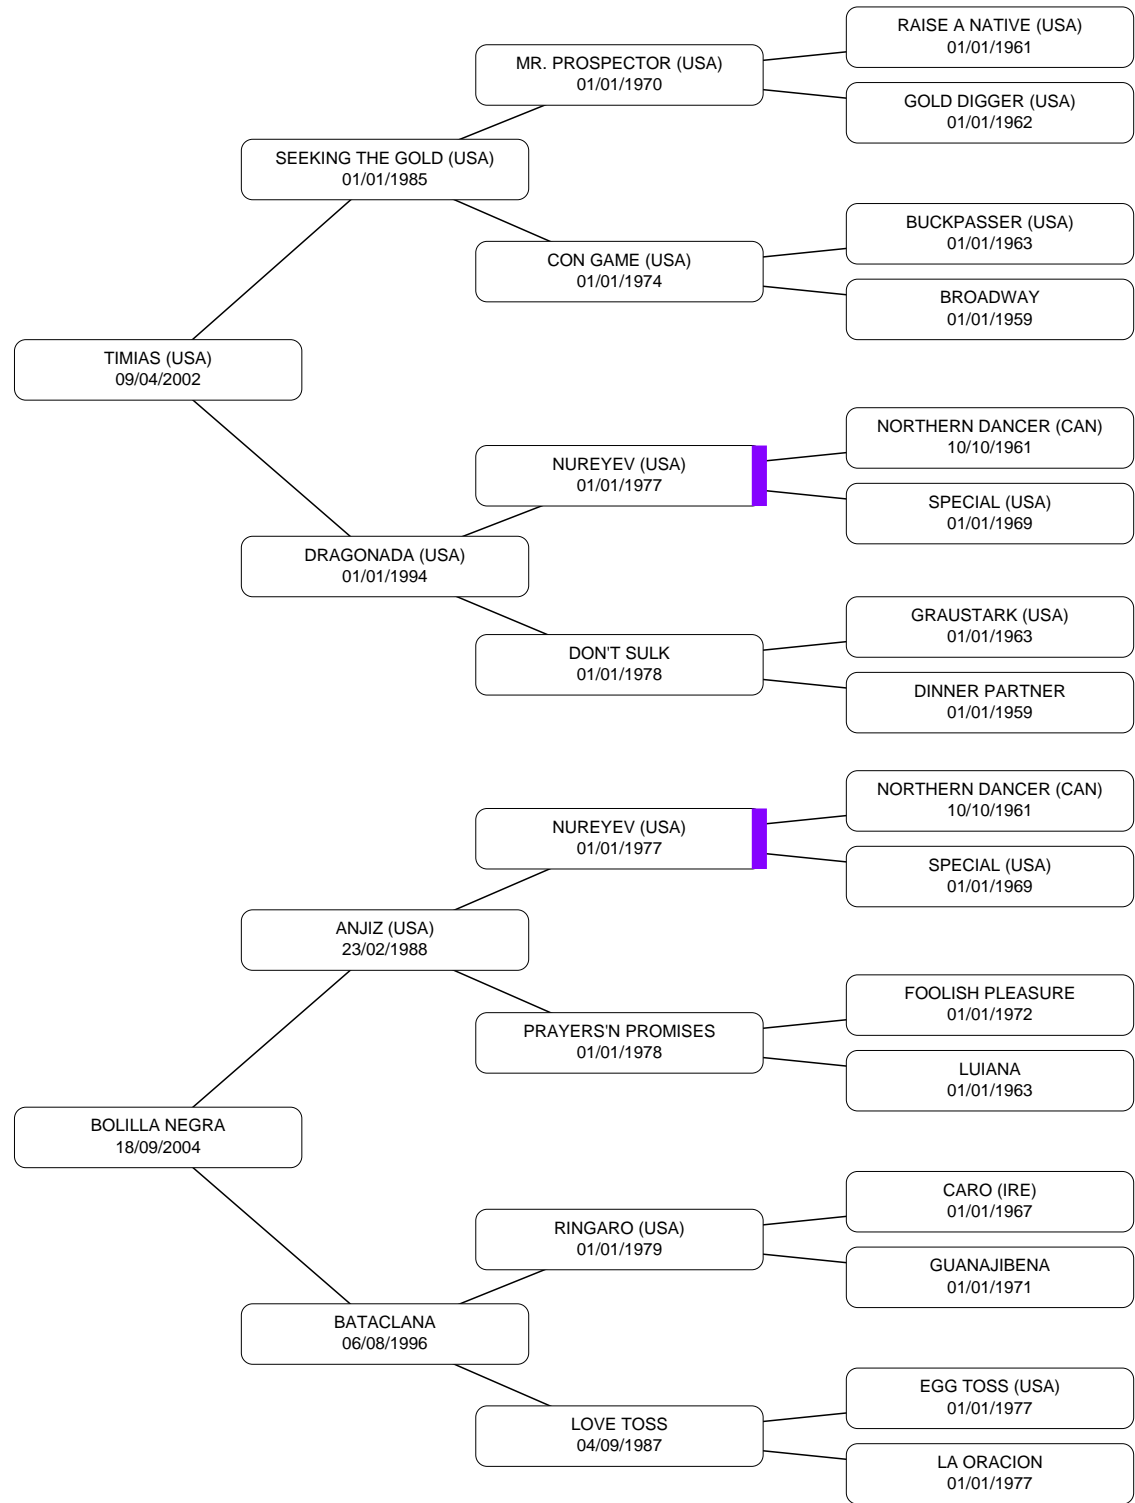 RAISE A NATIVE (USA)
01/01/1961
MR. PROSPECTOR (USA)
01/01/1970
GOLD DIGGER (USA)
01/01/1962
SEEKING THE GOLD (USA)
01/01/1985
BUCKPASSER (USA)
01/01/1963
CON GAME (USA)
01/01/1974
BROADWAY
01/01/1959
TIMIAS (USA)
09/04/2002
NORTHERN DANCER (CAN)
10/10/1961
NUREYEV (USA)
01/01/1977
SPECIAL (USA)
01/01/1969
DRAGONADA (USA)
01/01/1994
GRAUSTARK (USA)
01/01/1963
DON'T SULK
01/01/1978
DINNER PARTNER
01/01/1959
NORTHERN DANCER (CAN)
10/10/1961
NUREYEV (USA)
01/01/1977
SPECIAL (USA)
01/01/1969
ANJIZ (USA)
23/02/1988
FOOLISH PLEASURE
01/01/1972
PRAYERS'N PROMISES
01/01/1978
LUIANA
01/01/1963
BOLILLA NEGRA
18/09/2004
CARO (IRE)
01/01/1967
RINGARO (USA)
01/01/1979
GUANAJIBENA
01/01/1971
BATACLANA
06/08/1996
EGG TOSS (USA)
01/01/1977
LOVE TOSS
04/09/1987
LA ORACION
01/01/1977